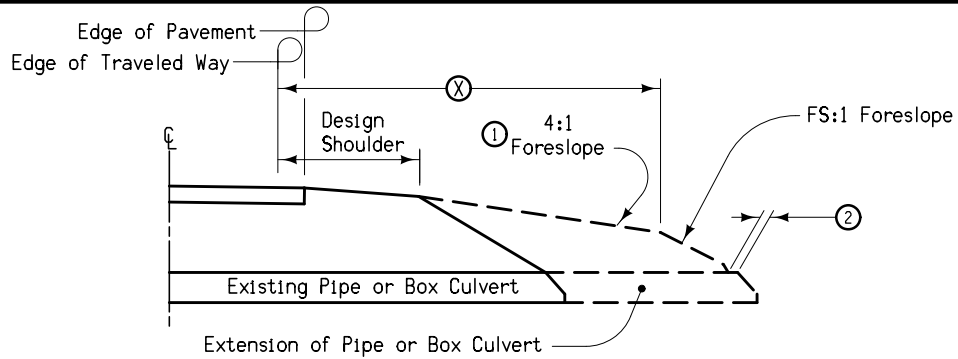 Edge of Pavement
Edge of Traveled Way
X
Design
Shoulder
1
4:1
Foreslope
FS:1 Foreslope
℄
2
Existing Pipe or Box Culvert
Extension of Pipe or Box Culvert